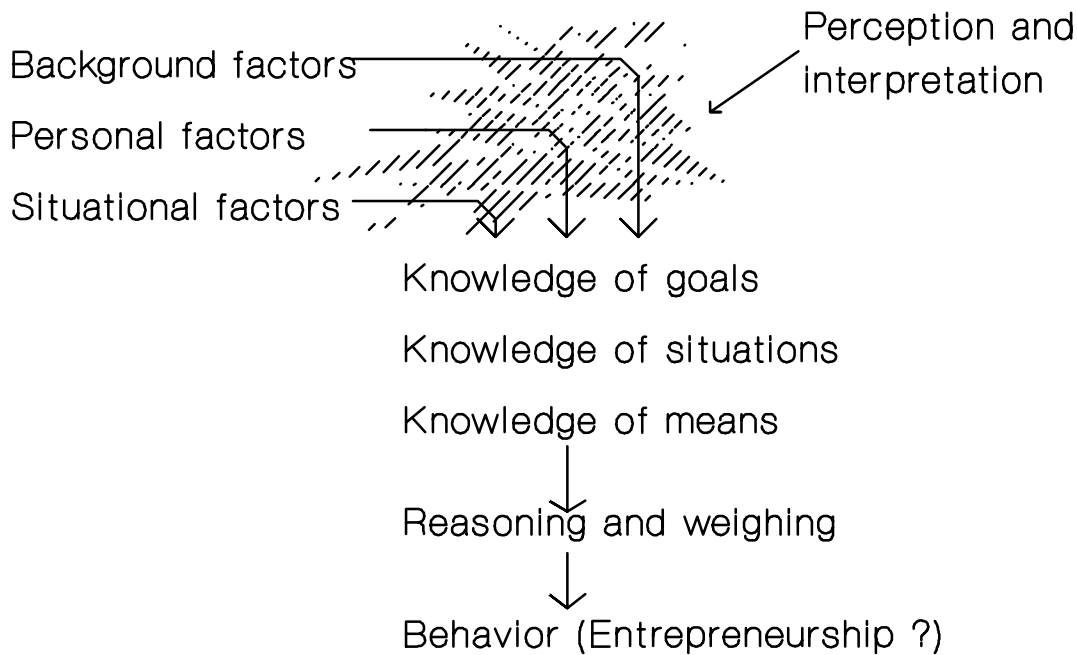 Perception and
interpretation
Background factors
Personal factors
Situational factors
Knowledge of goals
Knowledge of situations
Knowledge of means
Reasoning and weighing
Behavior (Entrepreneurship ?)